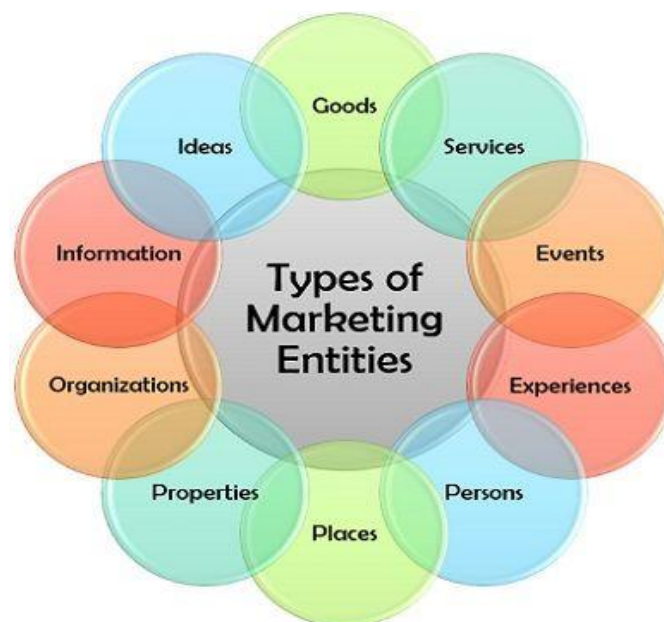 Goods
Services
Events
Experiences
Persons
Places
Properties
Organizations
Information
Ideas
Types of
Marketing
Entities